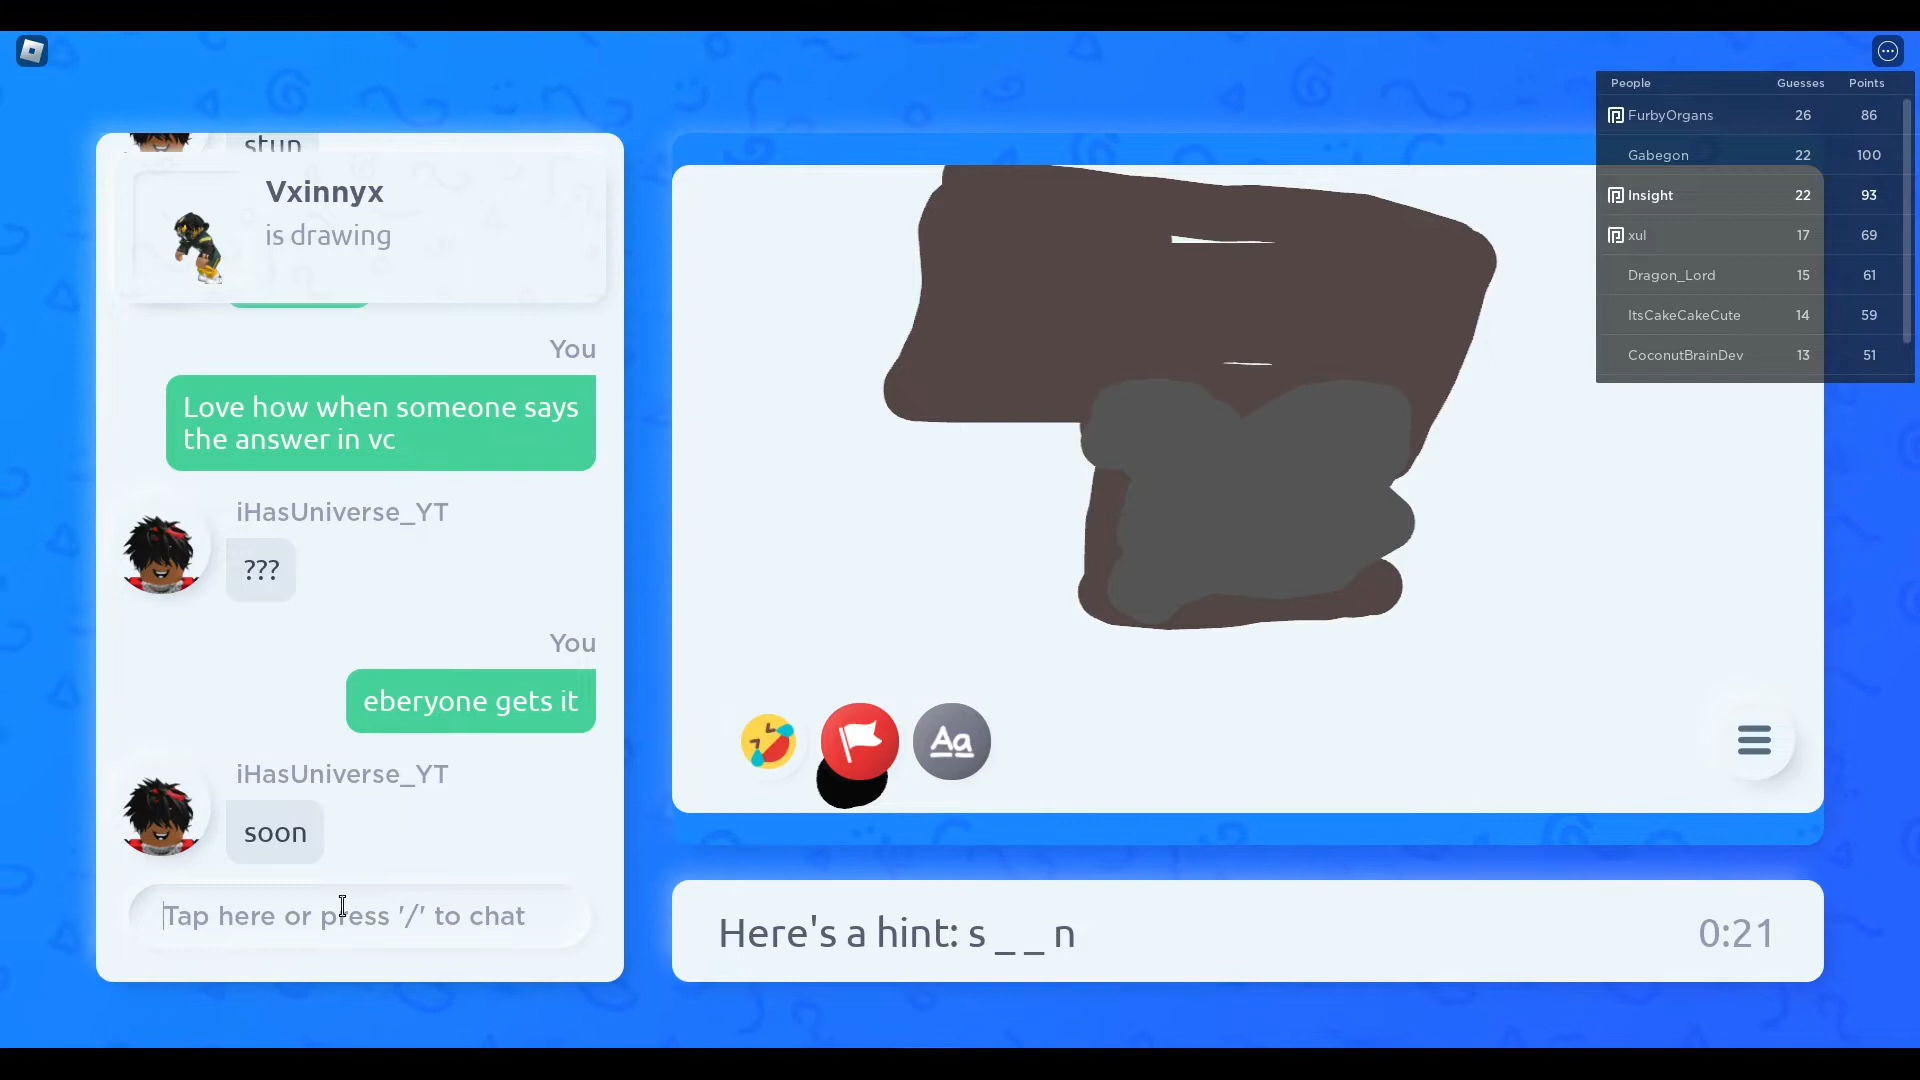 stun
Vxinnyx
is drawing
You
Love how when someone says
the answer in vc
iHasUniverse_YT
???
You
eberyone gets it
iHasUniverse_YT
soon
Tap here or press '/' to chat
Aa
Here's a hint: s _ _ n
0:21
People Guesses Points
FurbyOrgans 26 86
Gabegon 22 100
Insight 22 93
xul 17 69
Dragon_Lord 15 61
ItsCakeCakeCute 14 59
CoconutBrainDev 13 51